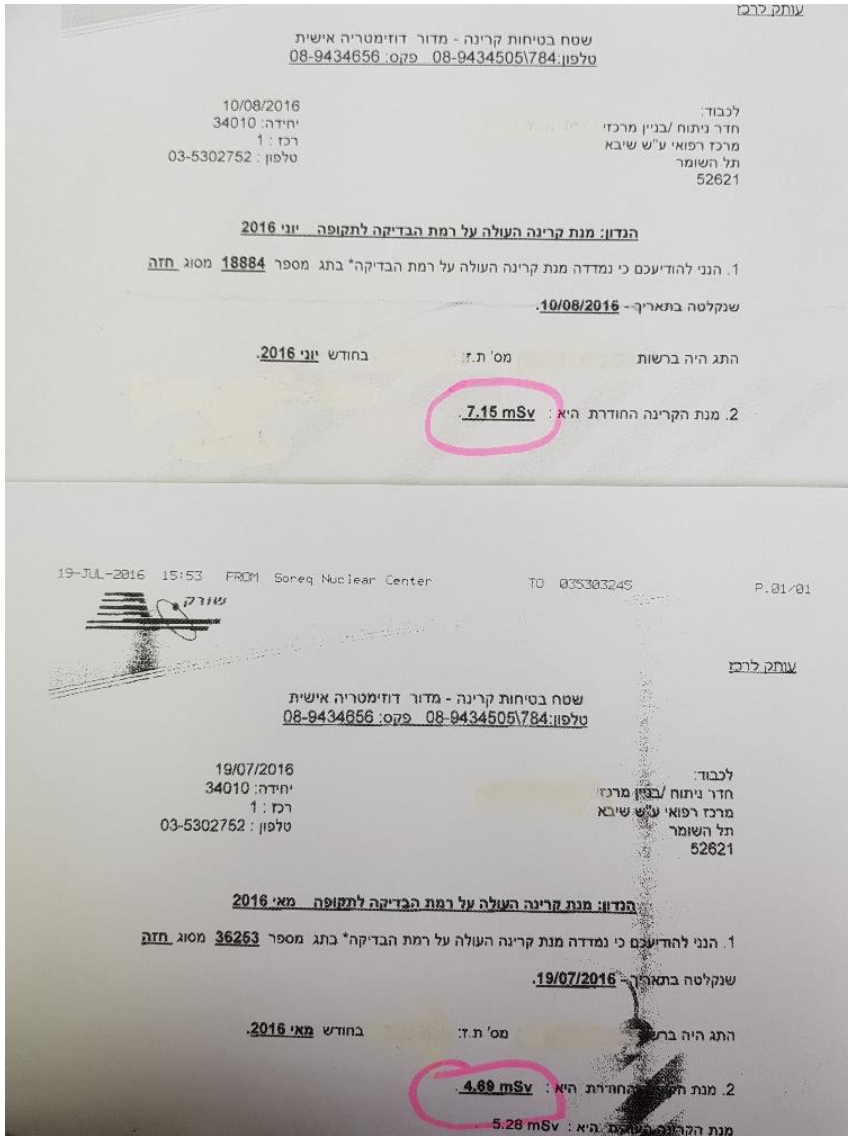 עותק לרכז
שטח בטיחות קרינה - מדור דוזימטריה אישית
טלפון:08-9434505\784 פקס: 08-9434656
10/08/2016
יחידה: 34010
רכז : 1
טלפון : 03-5302752
לכבוד:
חדר ניתוח /בניין מרכזי
מרכז רפואי ע"ש שיבא
תל השומר
52621
הנדון: מנת קרינה העולה על רמת הבדיקה לתקופה יוני 2016
1. הנני להודיעכם כי נמדדה מנת קרינה העולה על רמת הבדיקה* בתג מספר 18884 מסוג חזה
שנקלטה בתאריך - 10/08/2016.
התג היה ברשות מס' ת.ז: בחודש יוני 2016.
2. מנת הקרינה החודרת היא : 7.15 mSv .
19-JUL-2016 15:53 FROM Soreq Nuclear Center TO 035303245 P.01/01
שורק
עותק לרכז
שטח בטיחות קרינה - מדור דוזימטריה אישית
טלפון:08-9434505\784 פקס: 08-9434656
19/07/2016
יחידה: 34010
רכז : 1
טלפון : 03-5302752
לכבוד:
חדר ניתוח /בניין מרכזי
מרכז רפואי ע"ש שיבא
תל השומר
52621
הנדון: מנת קרינה העולה על רמת הבדיקה לתקופה מאי 2016
1. הנני להודיעכם כי נמדדה מנת קרינה העולה על רמת הבדיקה* בתג מספר 36253 מסוג חזה
שנקלטה בתאריך - 19/07/2016.
התג היה ברשות מס' ת.ז: בחודש מאי 2016.
2. מנת הקרינה החודרת היא : 4.69 mSv .
מנת הקרינה היא : 5.28 mSv .